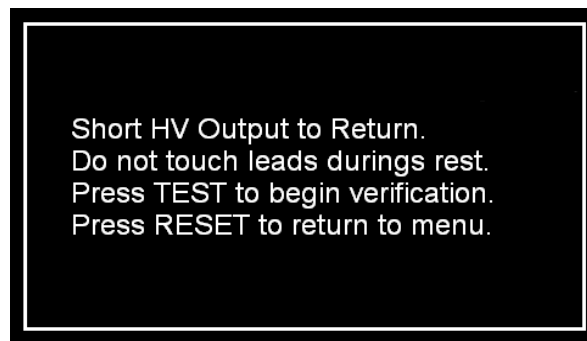 Short HV Output to Return.
Do not touch leads durings rest.
Press TEST to begin verification.
Press RESET to return to menu.